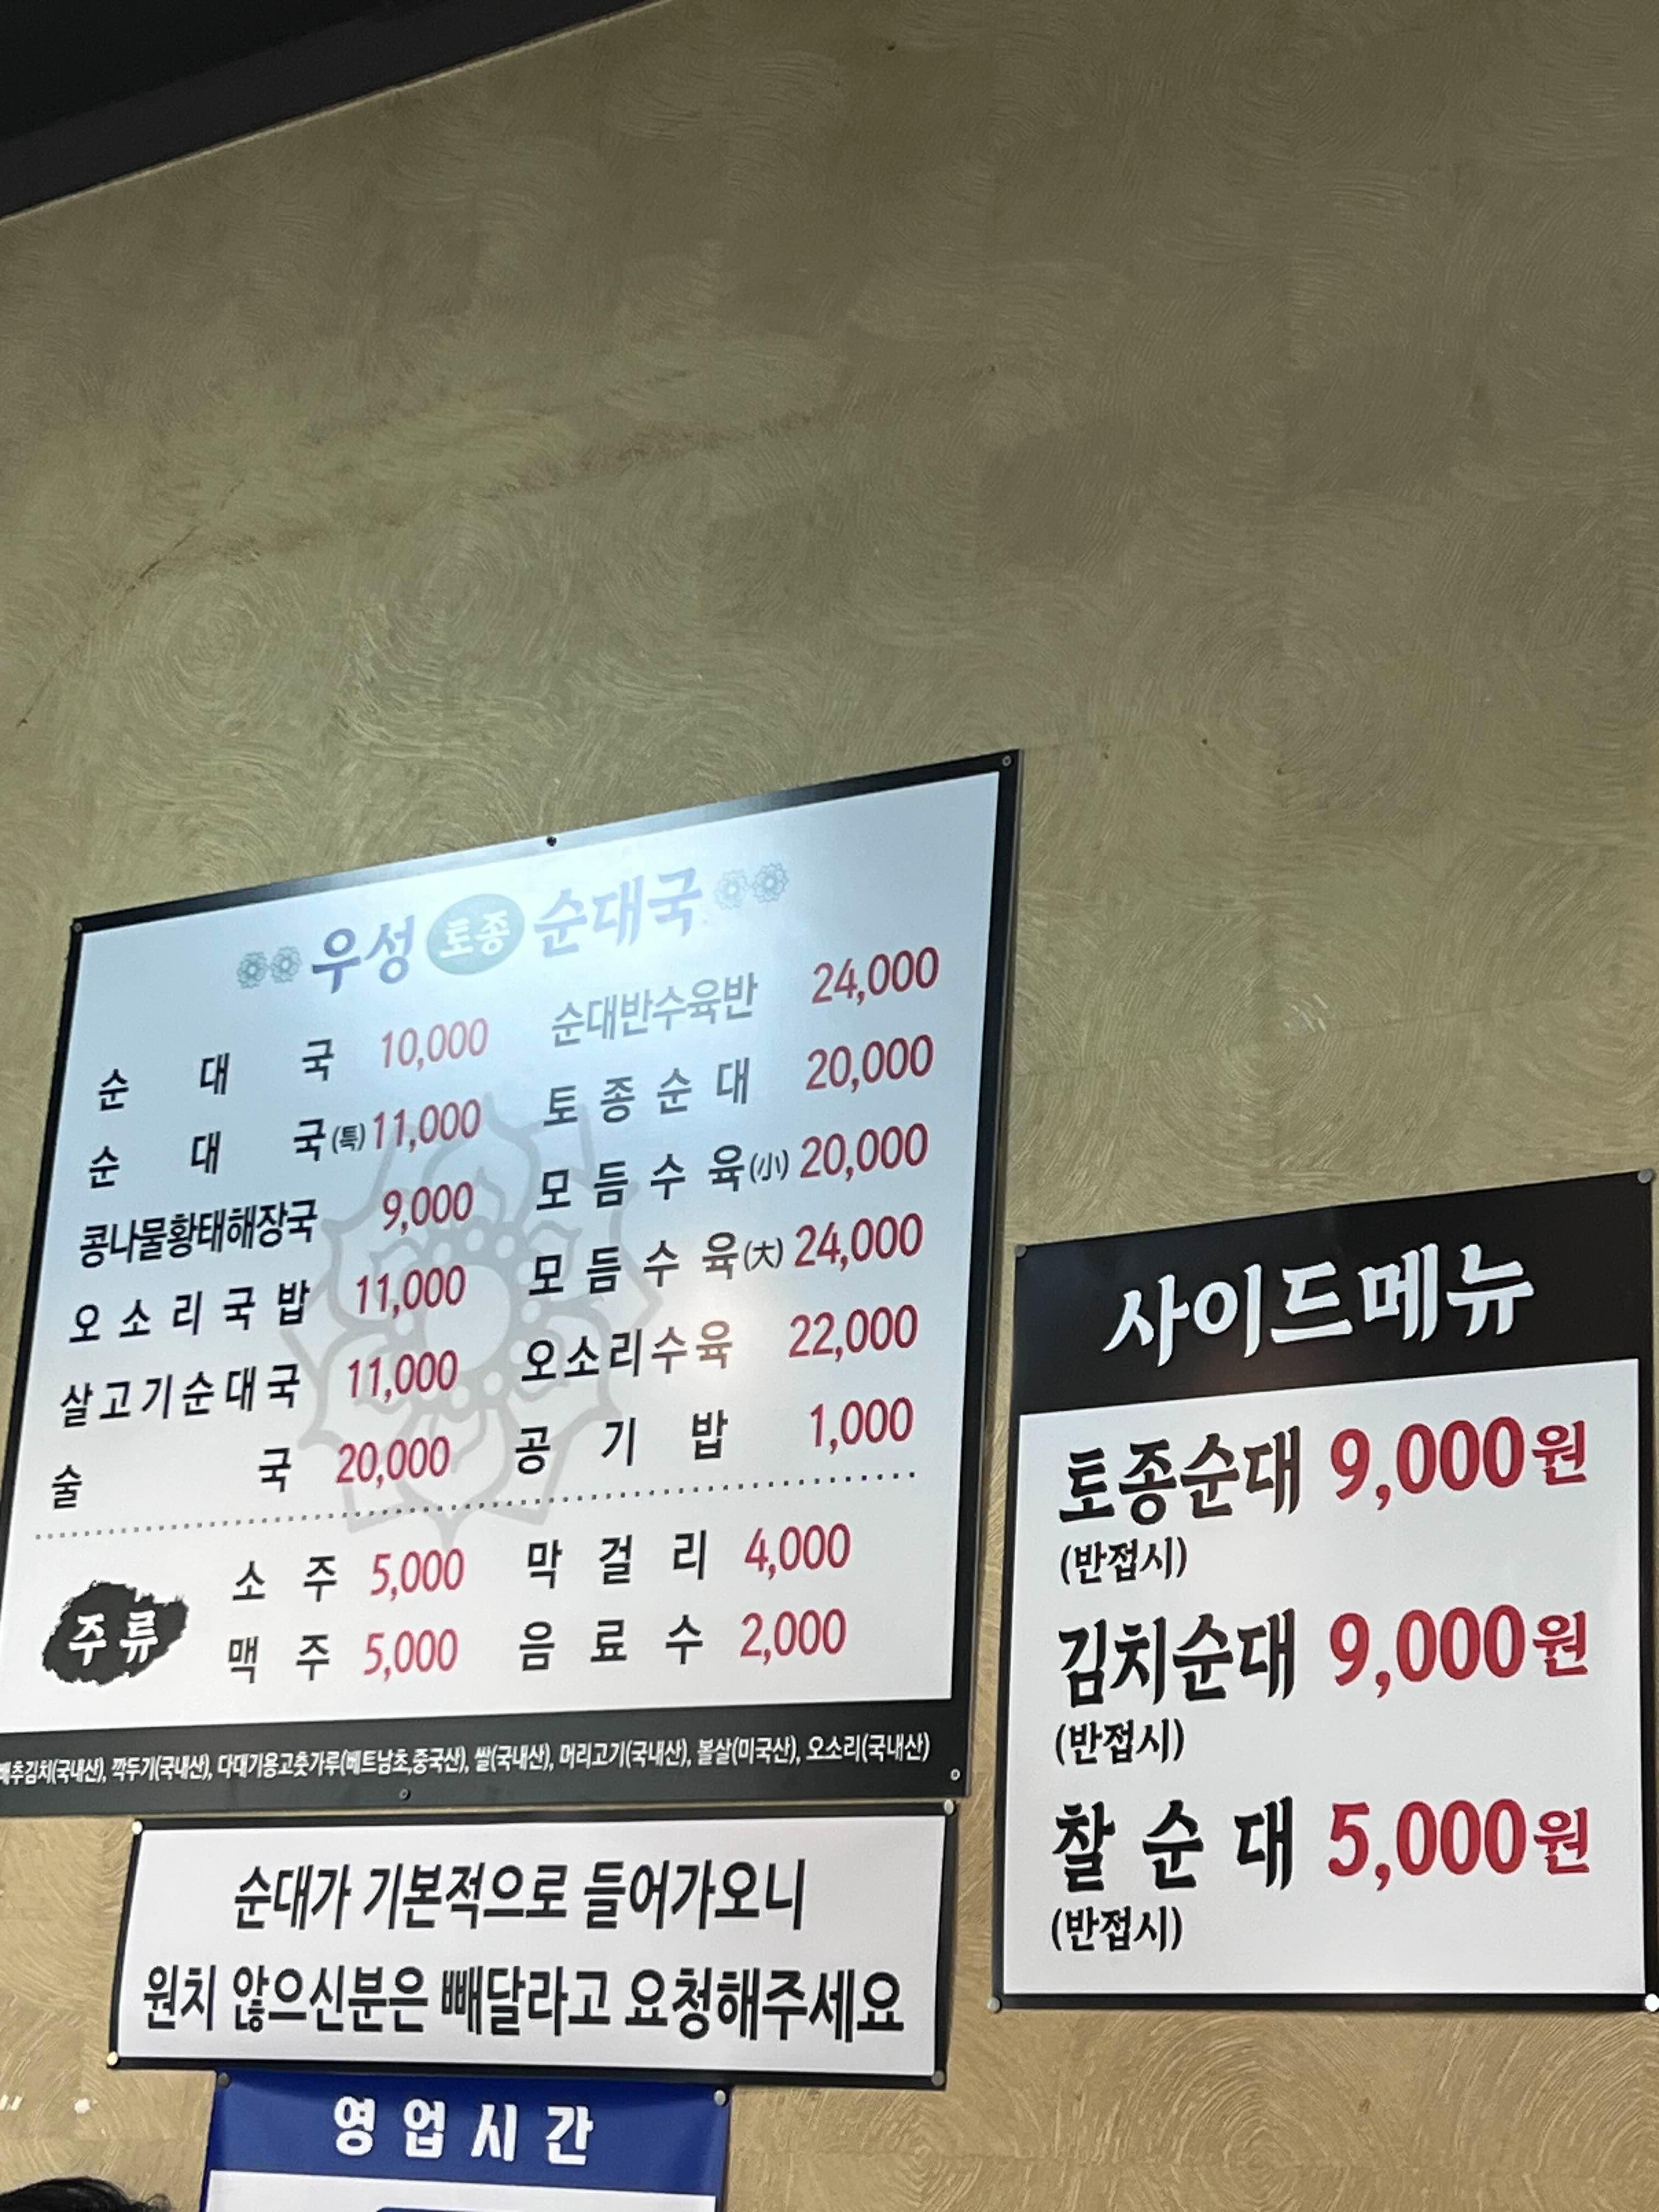 우성 토종 순대국
순대국 10,000
순대국(특) 11,000
콩나물황태해장국 9,000
오소리국밥 11,000
살고기순대국 11,000
술국 20,000
순대반수육반 24,000
토종순대 20,000
모듬수육(小) 20,000
모듬수육(大) 24,000
오소리수육 22,000
공기밥 1,000
주류
소주 5,000 막걸리 4,000
맥주 5,000 음료수 2,000
배추김치(국내산), 깍두기(국내산), 다대기용고춧가루(베트남초,중국산), 쌀(국내산), 머리고기(국내산), 볼살(미국산), 오소리(국내산)
순대가 기본적으로 들어가오니
원치 않으신분은 빼달라고 요청해주세요
영업시간
사이드메뉴
토종순대 9,000원
(반접시)
김치순대 9,000원
(반접시)
찰순대 5,000원
(반접시)